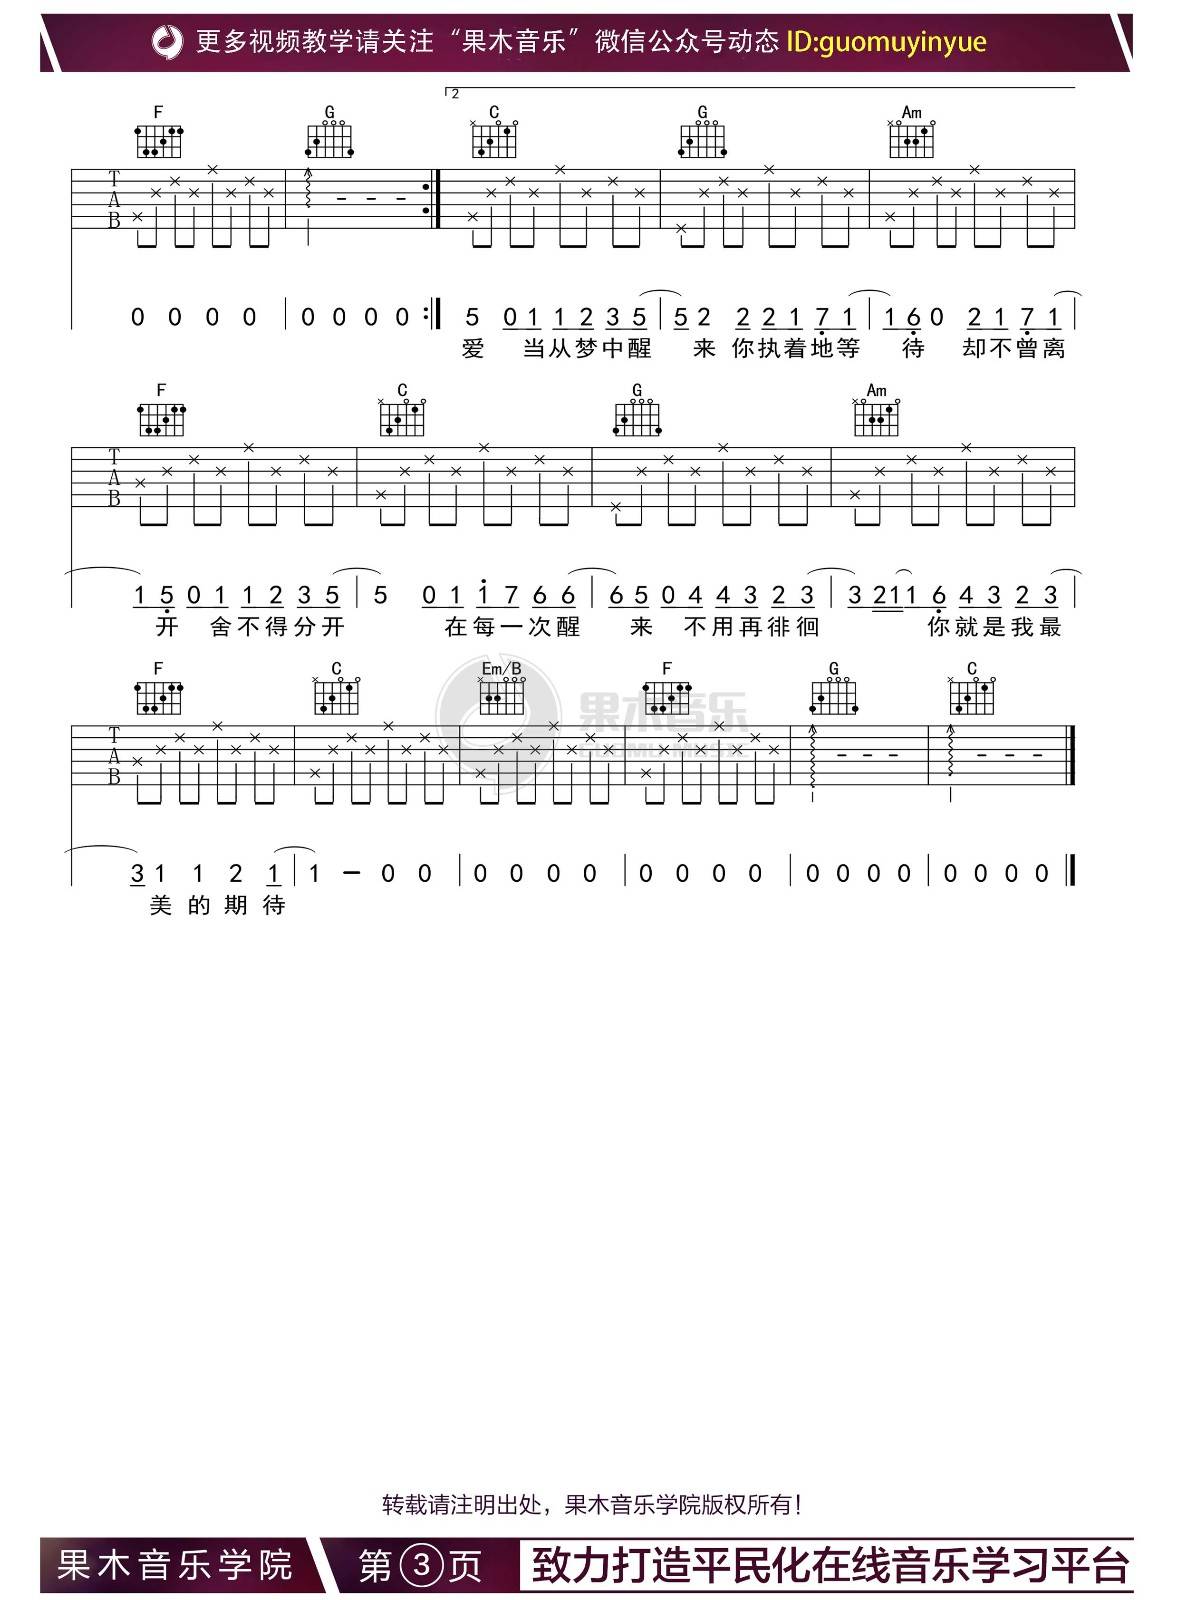 更多视频教学请关注“果木音乐”微信公众号动态 ID:guomuyinyue
2
F G C G Am
T
A
B
0 0 0 0 0 0 0 0 5 0 1 1 2 3 5 5 2 2 2 1 7 1 1 6 0 2 1 7 1
爱 当从梦中醒 来 你执着地等 待 却不曾离
F C G Am
T
A
B
1 5 0 1 1 2 3 5 5 0 1 1 7 6 6 6 5 0 4 4 3 2 3 3 2 1 1 6 4 3 2 3
开 舍不得分开 在每一次醒 来 不用再徘徊 你就是我最
F C Em/B F G C
果木音乐
GUOMU MUSIC
T
A
B
3 1 1 2 1 1 — 0 0 0 0 0 0 0 0 0 0 0 0 0 0 0 0 0 0
美 的 期 待
转载请注明出处，果木音乐学院版权所有！
果木音乐学院 第③页 致力打造平民化在线音乐学习平台